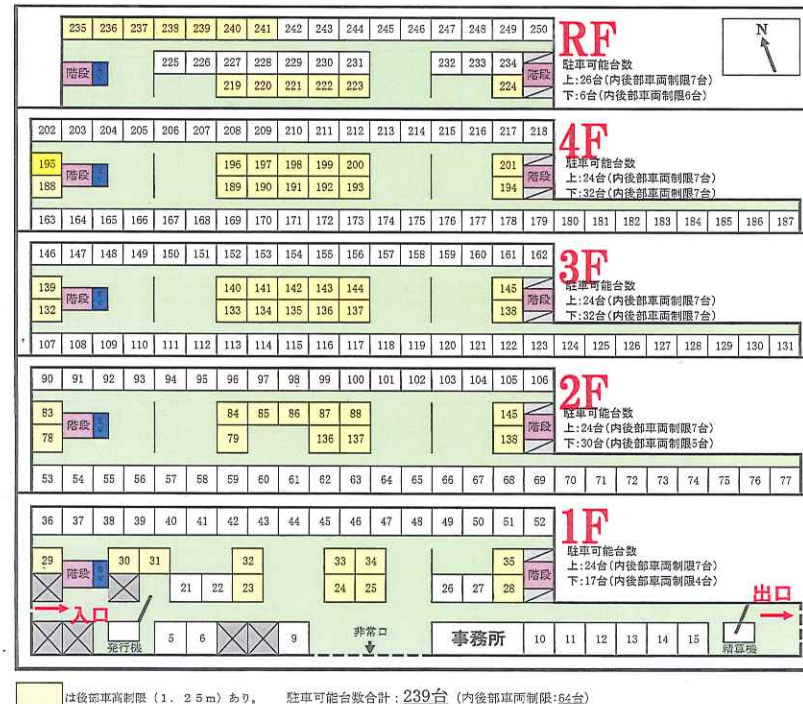 235 236 237 238 239 240 241 242 243 244 245 246 247 248 249 250
RF
N
階段
225 226 227 228 229 230 231
232 233 234
階段
219 220 221 222 223
224
駐車可能台数
上:26台(内後部車両制限7台)
下:6台(内後部車両制限6台)
202 203 204 205 206 207 208 209 210 211 212 213 214 215 216 217 218
4F
195
階段
196 197 198 199 200
201
階段
188
189 190 191 192 193
194
駐車可能台数
上:24台(内後部車両制限7台)
下:32台(内後部車両制限7台)
163 164 165 166 167 168 169 170 171 172 173 174 175 176 177 178 179 180 181 182 183 184 185 186 187
146 147 148 149 150 151 152 153 154 155 156 157 158 159 160 161 162
3F
139
階段
140 141 142 143 144
145
階段
132
133 134 135 136 137
138
駐車可能台数
上:24台(内後部車両制限7台)
下:32台(内後部車両制限7台)
107 108 109 110 111 112 113 114 115 116 117 118 119 120 121 122 123 124 125 126 127 128 129 130 131
90 91 92 93 94 95 96 97 98 99 100 101 102 103 104 105 106
2F
83
階段
84 85 86 87 88
145
階段
78
79
136 137
138
駐車可能台数
上:24台(内後部車両制限7台)
下:30台(内後部車両制限5台)
53 54 55 56 57 58 59 60 61 62 63 64 65 66 67 68 69 70 71 72 73 74 75 76 77
36 37 38 39 40 41 42 43 44 45 46 47 48 49 50 51 52
1F
29
階段
30 31
32
33 34
35
階段
21 22 23
24 25
26 27 28
駐車可能台数
上:24台(内後部車両制限7台)
下:17台(内後部車両制限4台)
入口
出口
発行機
5 6
9
非常口
事務所
10 11 12 13 14 15
精算機
は後部車高制限(1.25m)あり。 駐車可能台数合計:239台 (内後部車両制限:64台)